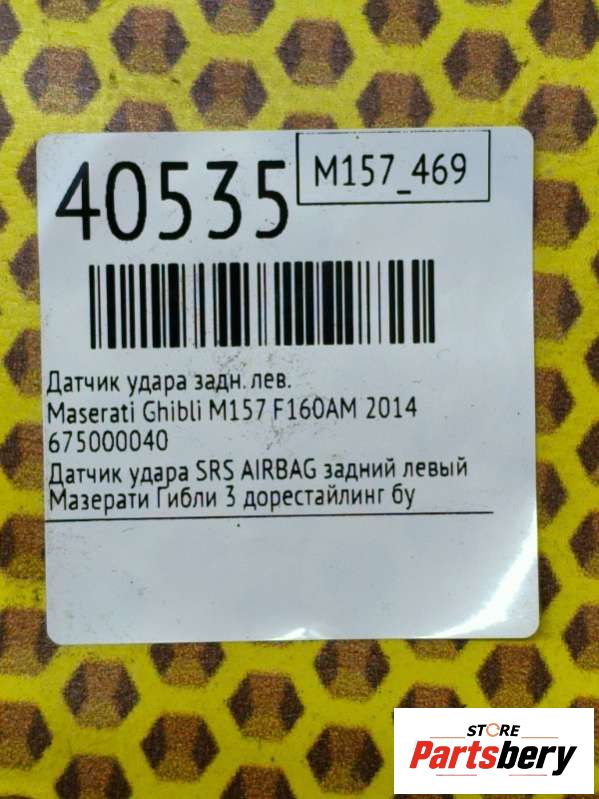 40535
M157_469
Датчик удара задн. лев.
Maserati Ghibli M157 F160AM 2014
675000040
Датчик удара SRS AIRBAG задний левый
Мазерати Гибли 3 дорестайлинг бу
STORE
Partsbery